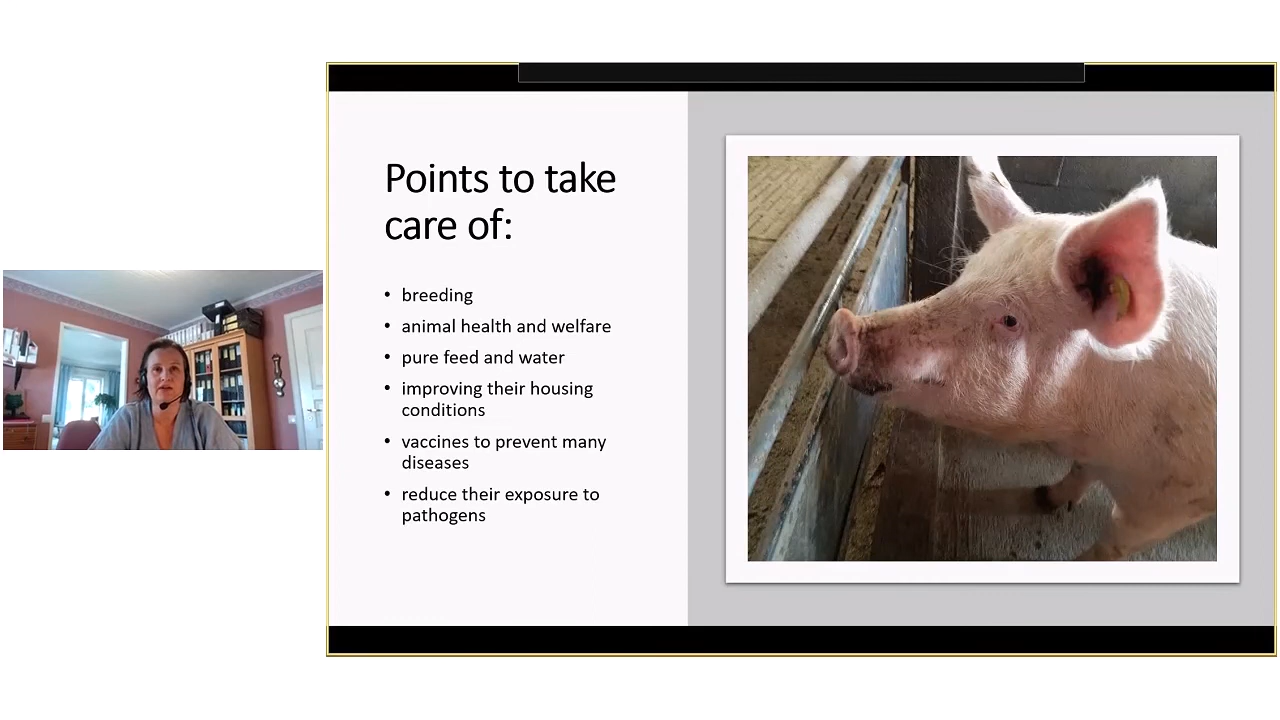 Points to take
care of:
• breeding
• animal health and welfare
• pure feed and water
• improving their housing
conditions
• vaccines to prevent many
diseases
• reduce their exposure to
pathogens